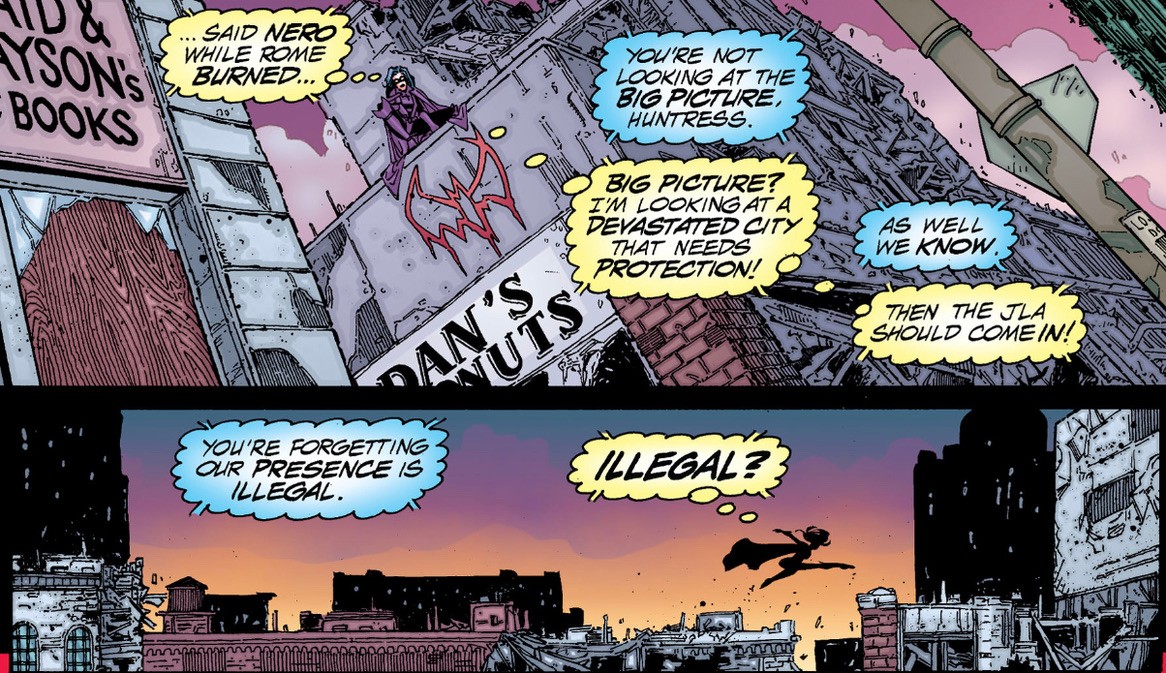 ...SAID NERO
WHILE ROME
BURNED...
YOU'RE NOT
LOOKING AT THE
BIG PICTURE,
HUNTRESS.
BIG PICTURE?
I'M LOOKING AT A
DEVASTATED CITY
THAT NEEDS
PROTECTION!
AS WELL
WE KNOW
THEN THE JLA
SHOULD COME IN!
&
AYSON'S
BOOKS
DAN'S
ONUTS
YOU'RE FORGETTING
OUR PRESENCE IS
ILLEGAL.
ILLEGAL?